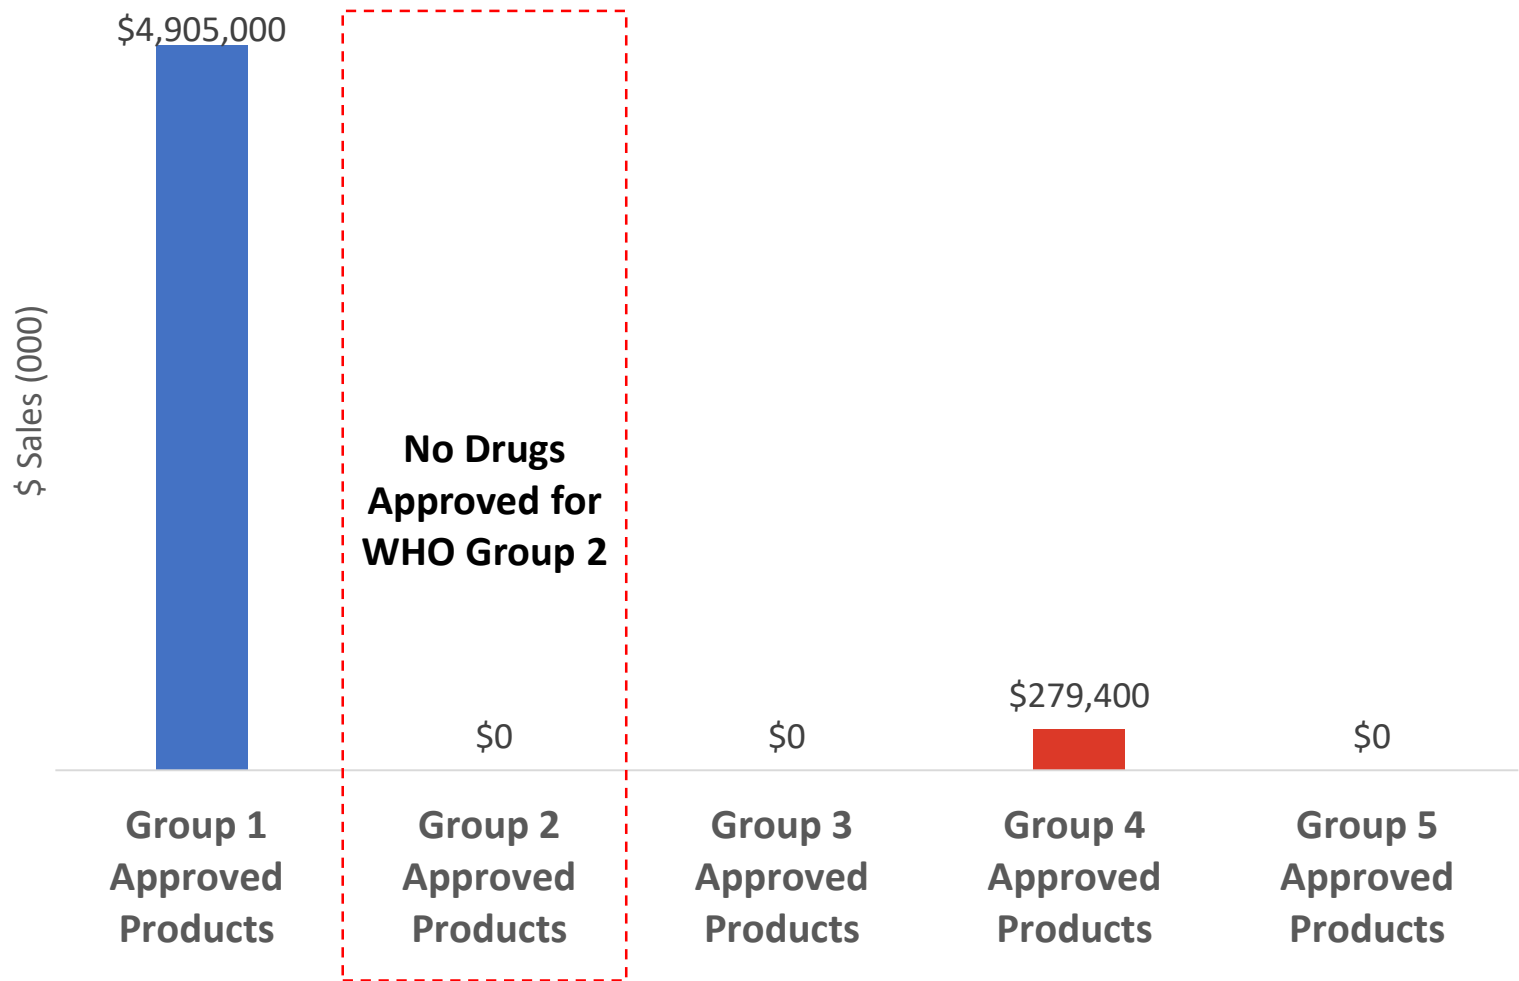 $4,905,000
$ Sales (000)
No Drugs
Approved for
WHO Group 2
$0
$0
$279,400
$0
Group 1
Approved
Products
Group 2
Approved
Products
Group 3
Approved
Products
Group 4
Approved
Products
Group 5
Approved
Products